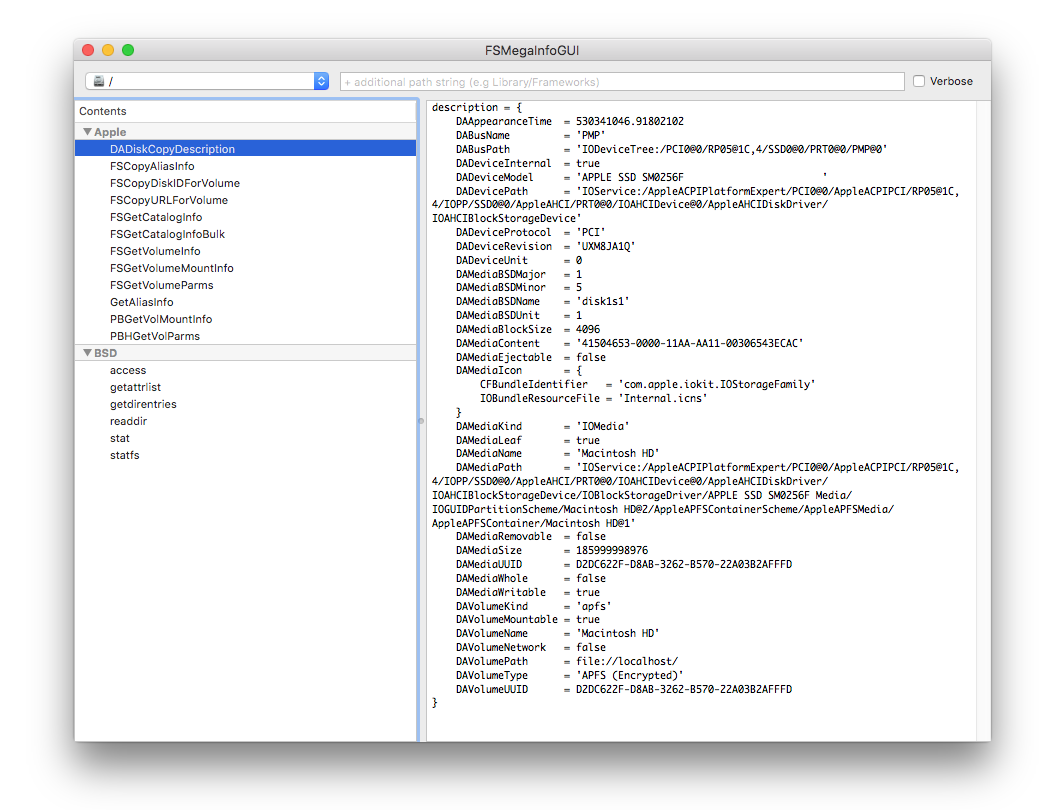 FSMegaInfoGUI
/
+ additional path string (e.g Library/Frameworks)
Verbose
Contents
Apple
DADiskCopyDescription
FSCopyAliasInfo
FSCopyDiskIDForVolume
FSCopyURLForVolume
FSGetCatalogInfo
FSGetCatalogInfoBulk
FSGetVolumeInfo
FSGetVolumeMountInfo
FSGetVolumeParms
GetAliasInfo
PBGetVolMountInfo
PBHGetVolParms
BSD
access
getattrlist
getdirentries
readdir
stat
statfs
description = {
DAAppearanceTime = 530341046.91802102
DABusName = 'PMP'
DABusPath = 'IODeviceTree:/PCI0@0/RP05@1C,4/SSD0@0/PRT0@0/PMP@0'
DADeviceInternal = true
DADeviceModel = 'APPLE SSD SM0256F '
DADevicePath = 'IOService:/AppleACPIPlatformExpert/PCI0@0/AppleACPIPCI/RP05@1C,
4/IOPP/SSD0@0/AppleAHCI/PRT0@0/IOAHCIDevice@0/AppleAHCIDiskDriver/
IOAHCIBlockStorageDevice'
DADeviceProtocol = 'PCI'
DADeviceRevision = 'UXM8JA1Q'
DADeviceUnit = 0
DAMediaBSDMajor = 1
DAMediaBSDMinor = 5
DAMediaBSDName = 'disk1s1'
DAMediaBSDUnit = 1
DAMediaBlockSize = 4096
DAMediaContent = '41504653-0000-11AA-AA11-00306543ECAC'
DAMediaEjectable = false
DAMediaIcon = {
CFBundleIdentifier = 'com.apple.iokit.IOStorageFamily'
IOBundleResourceFile = 'Internal.icns'
}
DAMediaKind = 'IOMedia'
DAMediaLeaf = true
DAMediaName = 'Macintosh HD'
DAMediaPath = 'IOService:/AppleACPIPlatformExpert/PCI0@0/AppleACPIPCI/RP05@1C,
4/IOPP/SSD0@0/AppleAHCI/PRT0@0/IOAHCIDevice@0/AppleAHCIDiskDriver/
IOAHCIBlockStorageDevice/IOBlockStorageDriver/APPLE SSD SM0256F Media/
IOGUIDPartitionScheme/Macintosh HD@2/AppleAPFSContainerScheme/AppleAPFSMedia/
AppleAPFSContainer/Macintosh HD@1'
DAMediaRemovable = false
DAMediaSize = 185999998976
DAMediaUUID = D2DC622F-D8AB-3262-B570-22A03B2AFFFD
DAMediaWhole = false
DAMediaWritable = true
DAVolumeKind = 'apfs'
DAVolumeMountable = true
DAVolumeName = 'Macintosh HD'
DAVolumeNetwork = false
DAVolumePath = file://localhost/
DAVolumeType = 'APFS (Encrypted)'
DAVolumeUUID = D2DC622F-D8AB-3262-B570-22A03B2AFFFD
}